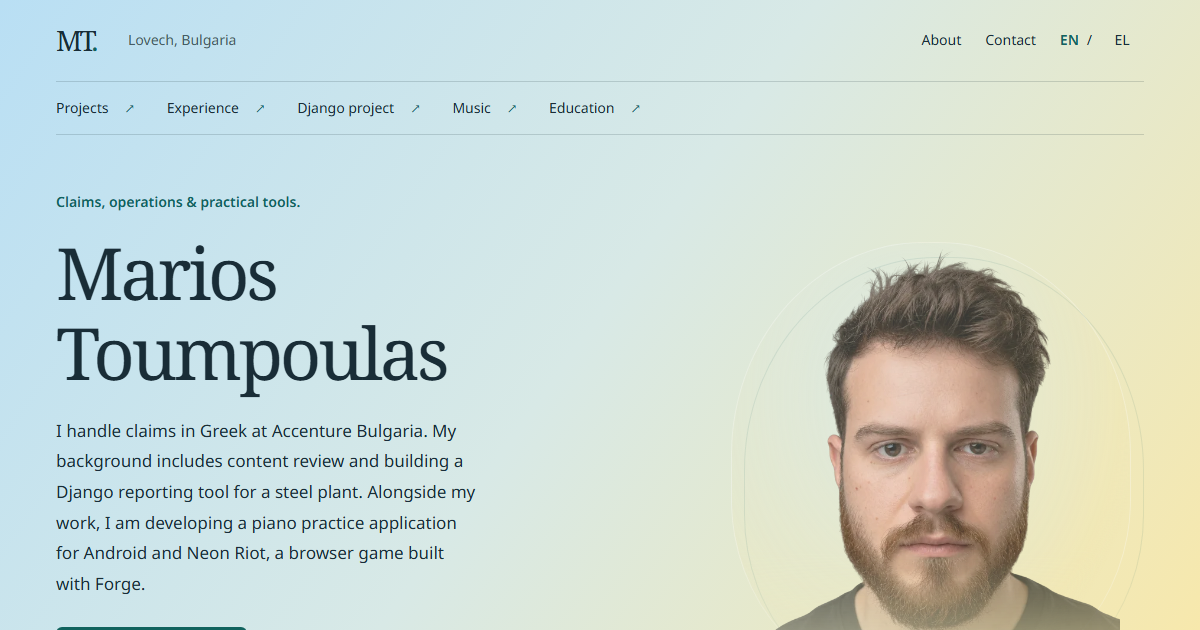 MT. Lovech, Bulgaria About Contact EN / EL
Projects ↗ Experience ↗ Django project ↗ Music ↗ Education ↗
Claims, operations & practical tools.
Marios
Toumpoulas
I handle claims in Greek at Accenture Bulgaria. My
background includes content review and building a
Django reporting tool for a steel plant. Alongside my
work, I am developing a piano practice application
for Android and Neon Riot, a browser game built
with Forge.